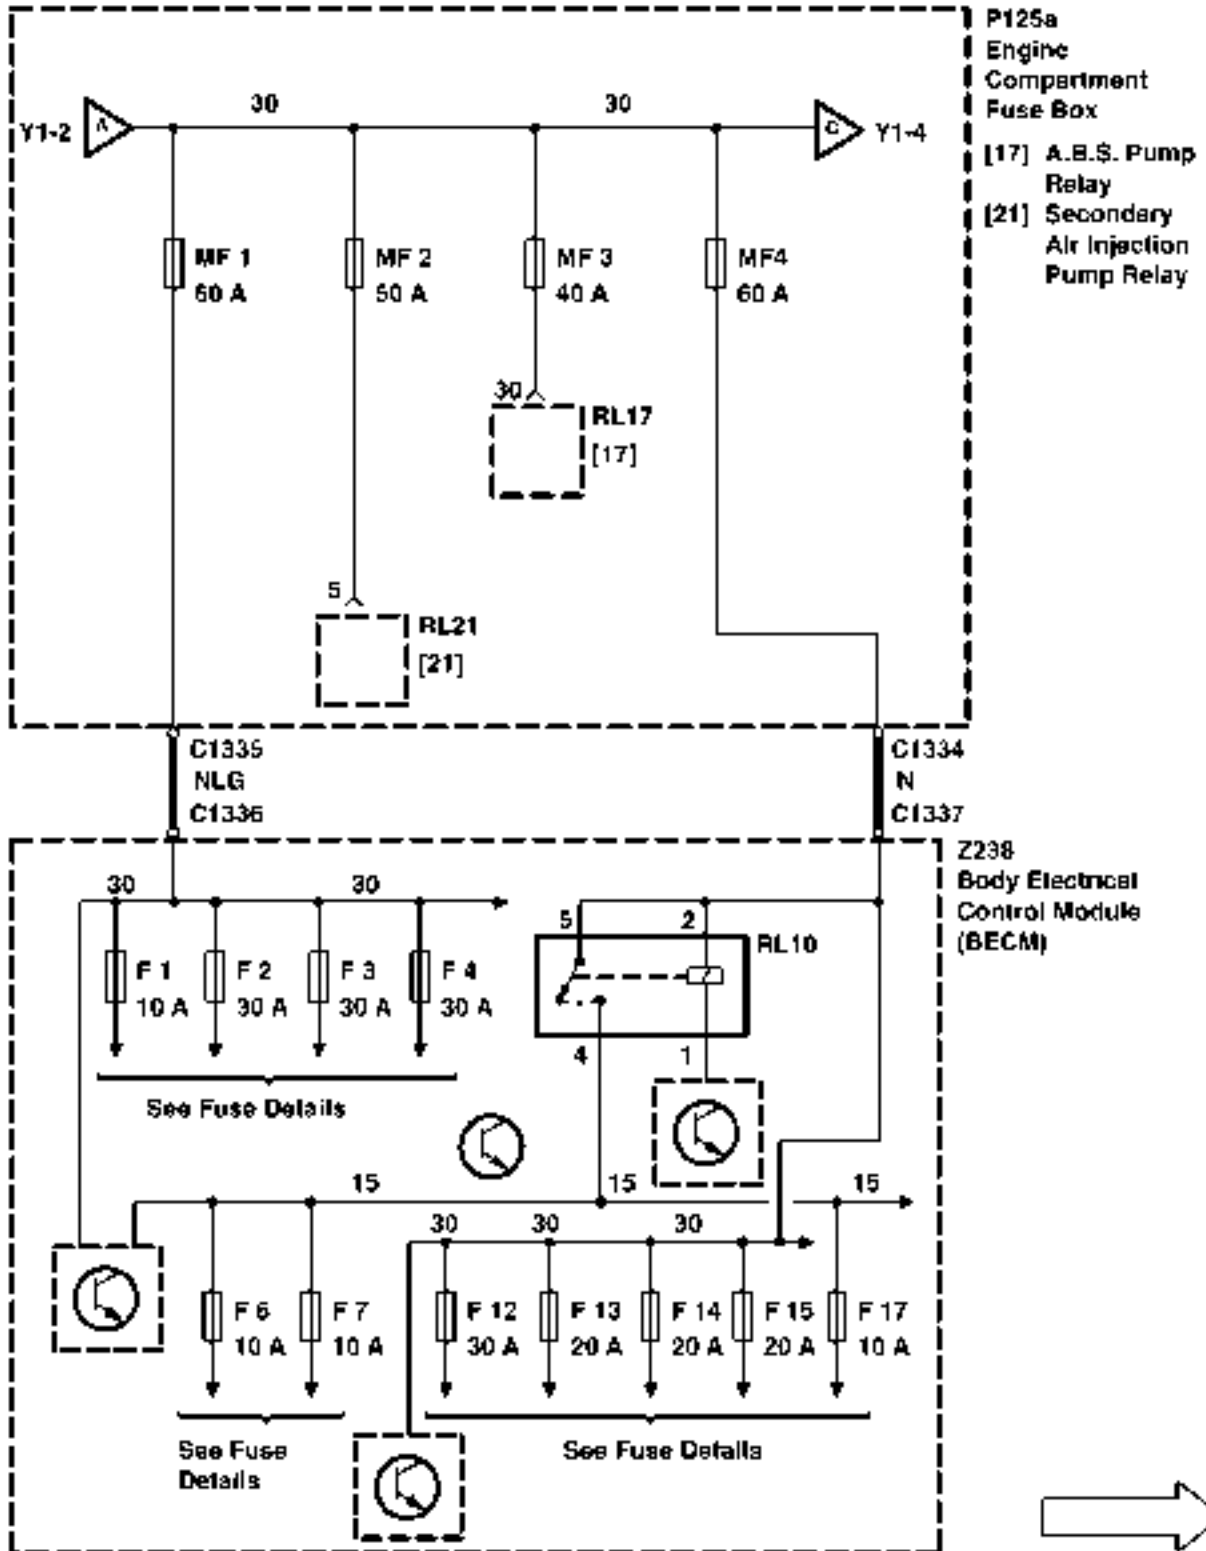 P125a
Engine
Compartment
Fuse Box
[17] A.B.S. Pump
Relay
[21] Secondary
Air Injection
Pump Relay
30 30
Y1-2 A C Y1-4
MF 1 MF 2 MF 3 MF4
60 A 50 A 40 A 60 A
30
RL17
[17]
5
RL21
[21]
C1335 C1334
NLG N
C1336 C1337
Z238
Body Electrical
Control Module
(BECM)
30 30
5 2
RL10
F 1 F 2 F 3 F 4
10 A 30 A 30 A 30 A
4 1
See Fuse Details
15 15 15
30 30 30
F 6 F 7 F 12 F 13 F 14 F 15 F 17
10 A 10 A 30 A 20 A 20 A 20 A 10 A
See Fuse
Details
See Fuse Details